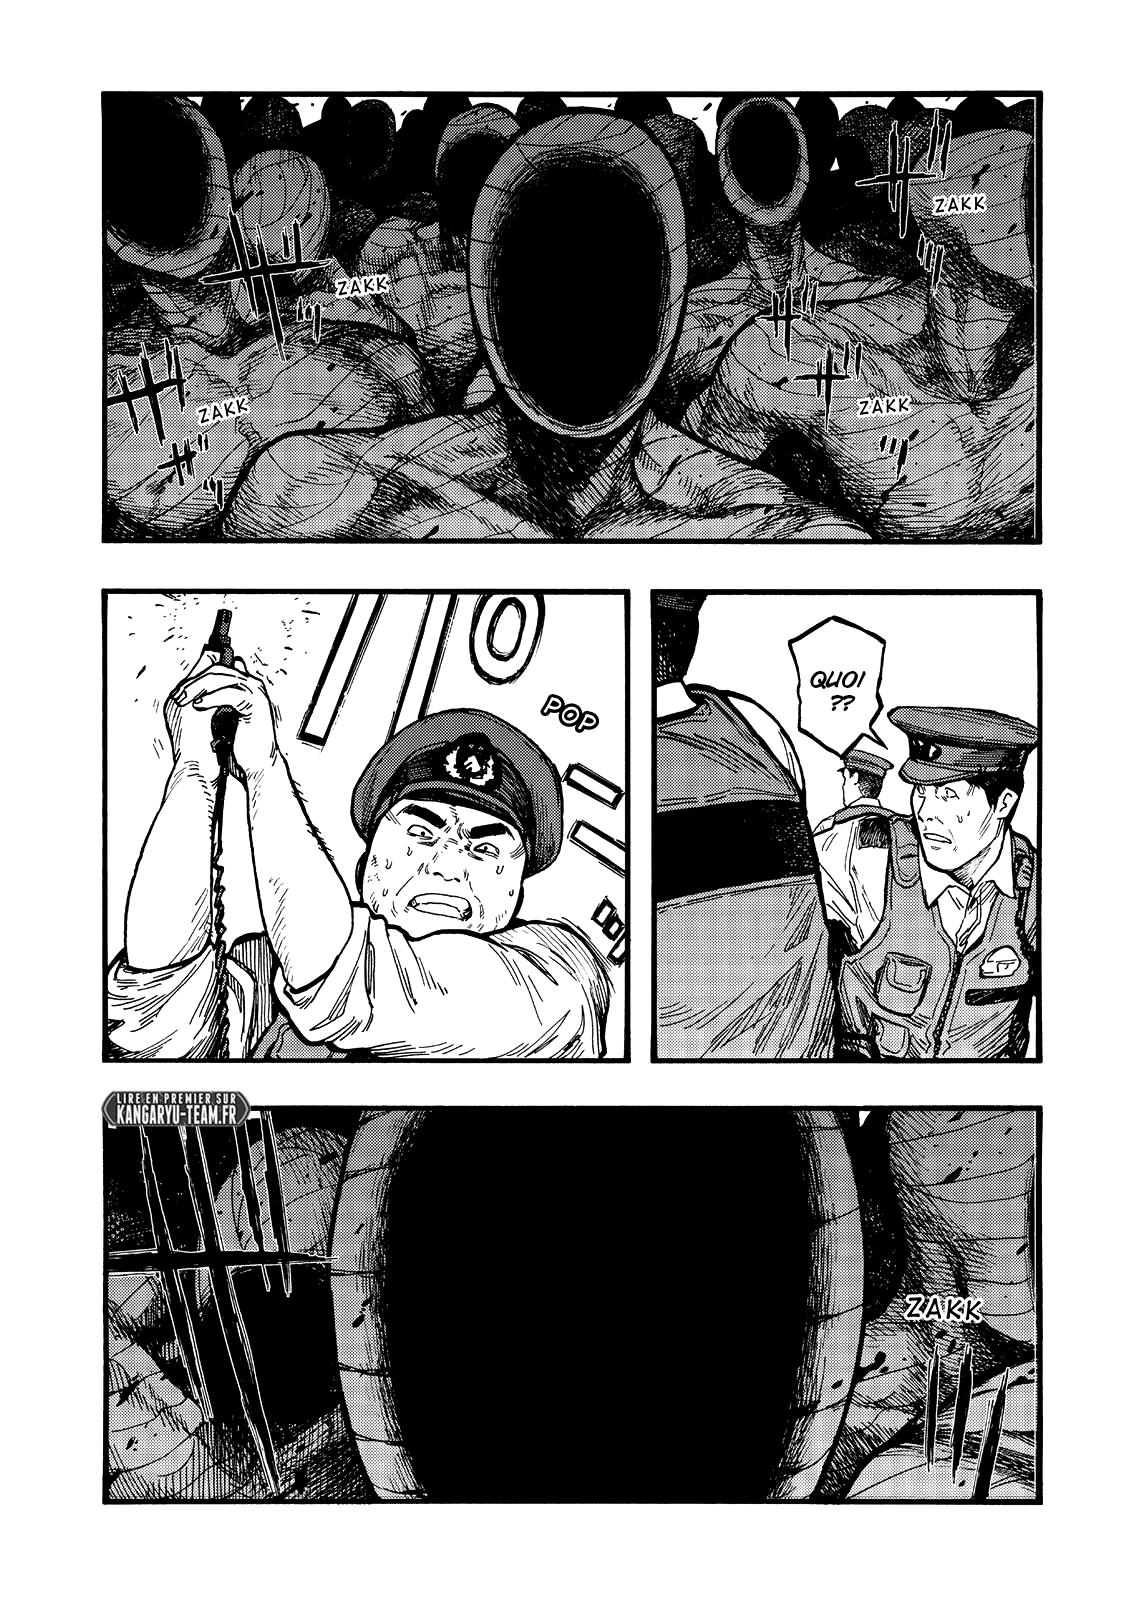 ZAKK
ZAKK
ZAKK
ZAKK
QUOI
??
POP
LIRE EN PREMIER SUR
KANGARYU-TEAM.FR
ZAKK